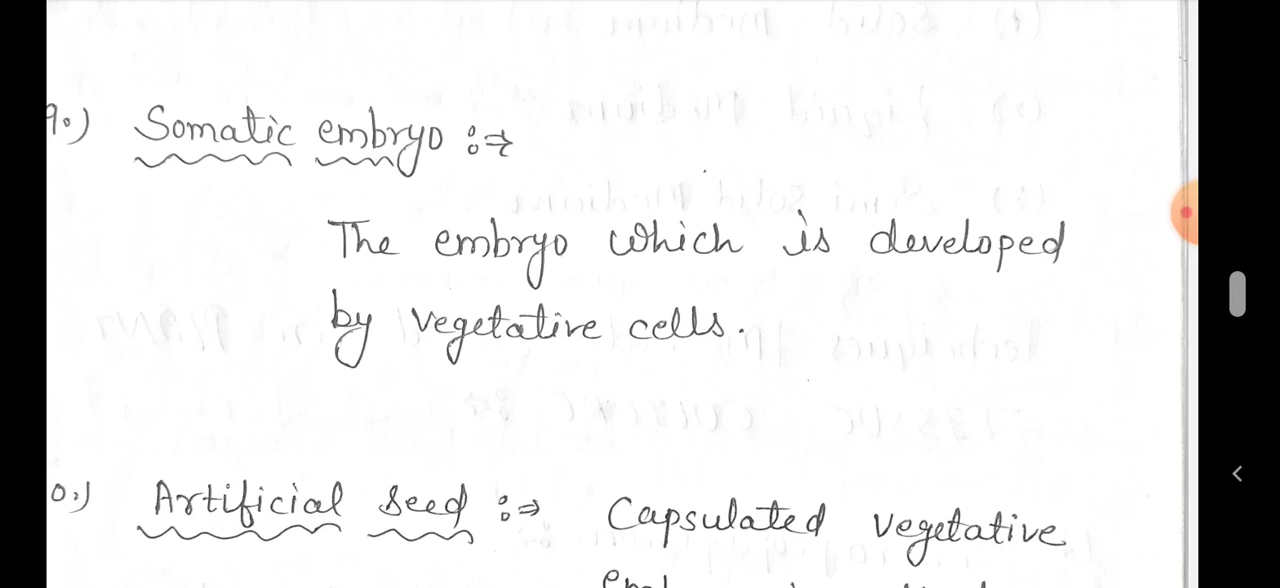 9.) Somatic embryo :⇒
The embryo which is developed
by vegetative cells.
0.) Artificial seed :⇒ Capsulated vegetative